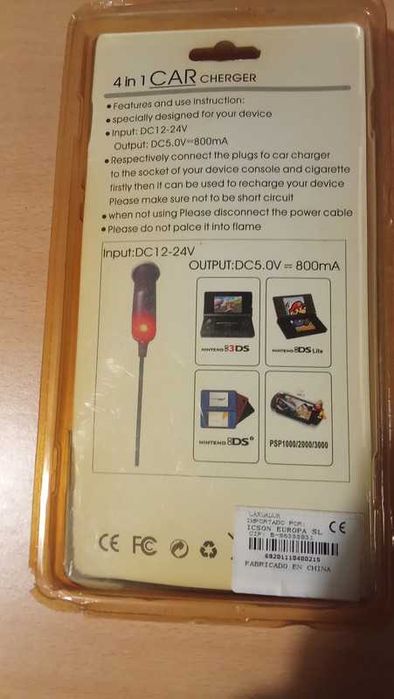 4 in 1 CAR CHERGER
• Features and use instruction:
• specially designed for your device
• Input: DC12-24V
Output: DC5.0V=800mA
• Respectively connect the plugs fo car charger
to the socket of your device console and cigarette
firstly then it can be used to recharge your device
Please make sure not to be short circuit
• when not using Please disconnect the power cable
• Please do not palce it into flame
Input:DC12-24V
OUTPUT:DC5.0V = 800mA
NINTENDO 3DS
NINTENDO DS Lite
NINTENDO DSi
PSP1000/2000/3000
CE FC
CARGADOR
IMPORTADO POR:
ICSON EUROPA SL
CE
CIF:
69201110400215
FABRICADO EN CHINA